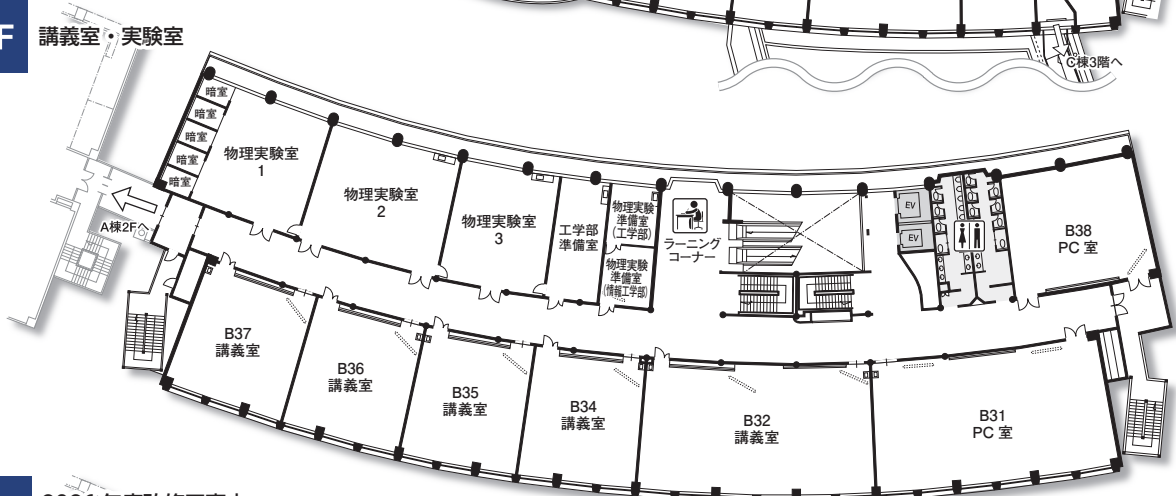 F 講義室・実験室
C棟3階へ
暗室
暗室
暗室
暗室
暗室
物理実験室
1
物理実験室
2
物理実験室
3
工学部
準備室
物理実験
準備室
(工学部)
物理実験
準備室
(情報工学部)
ラーニング
コーナー
EV
EV
B38
PC 室
A棟2Fへ
B37
講義室
B36
講義室
B35
講義室
B34
講義室
B32
講義室
B31
PC 室